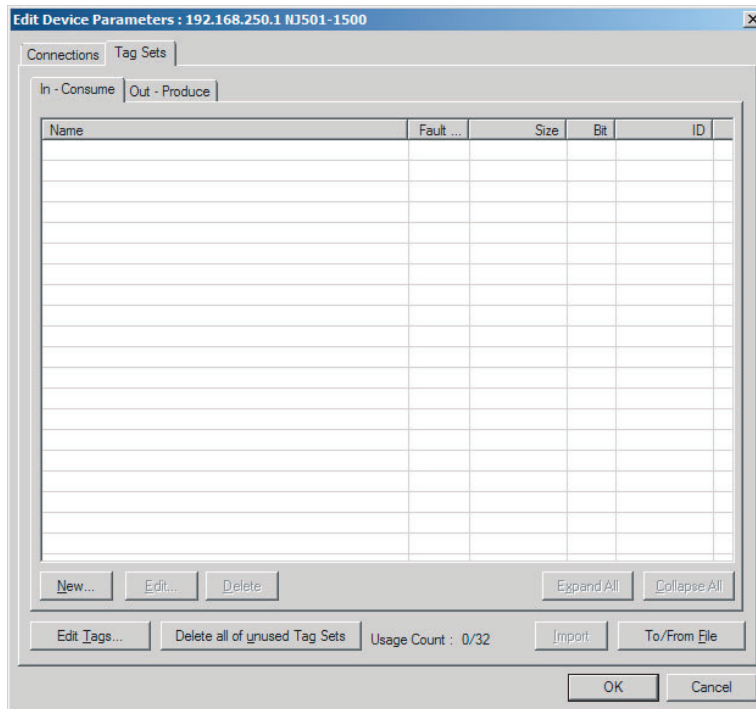 Edit Device Parameters : 192.168.250.1 NJ501-1500
Connections Tag Sets
In - Consume Out - Produce
Name Fault ... Size Bit ID
New... Edit... Delete Expand All Collapse All
Edit Tags... Delete all of unused Tag Sets Usage Count : 0/32 Import To/From File
OK Cancel